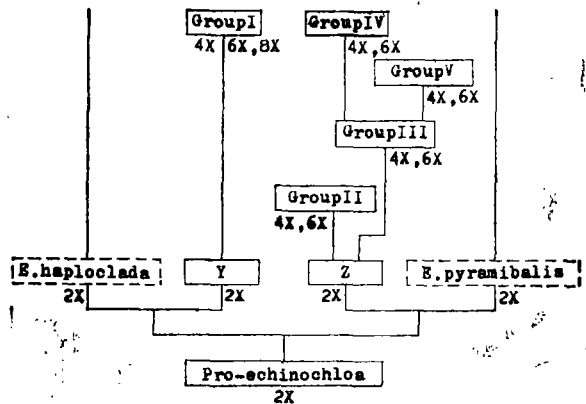 GroupI GroupIV
4X 6X,8X 4X,6X
GroupV
4X,6X
GroupIII
4X,6X
GroupII
4X,6X
E.haploclada Y Z E.pyramibalis
2X 2X 2X 2X
Pro-echinochloa
2X